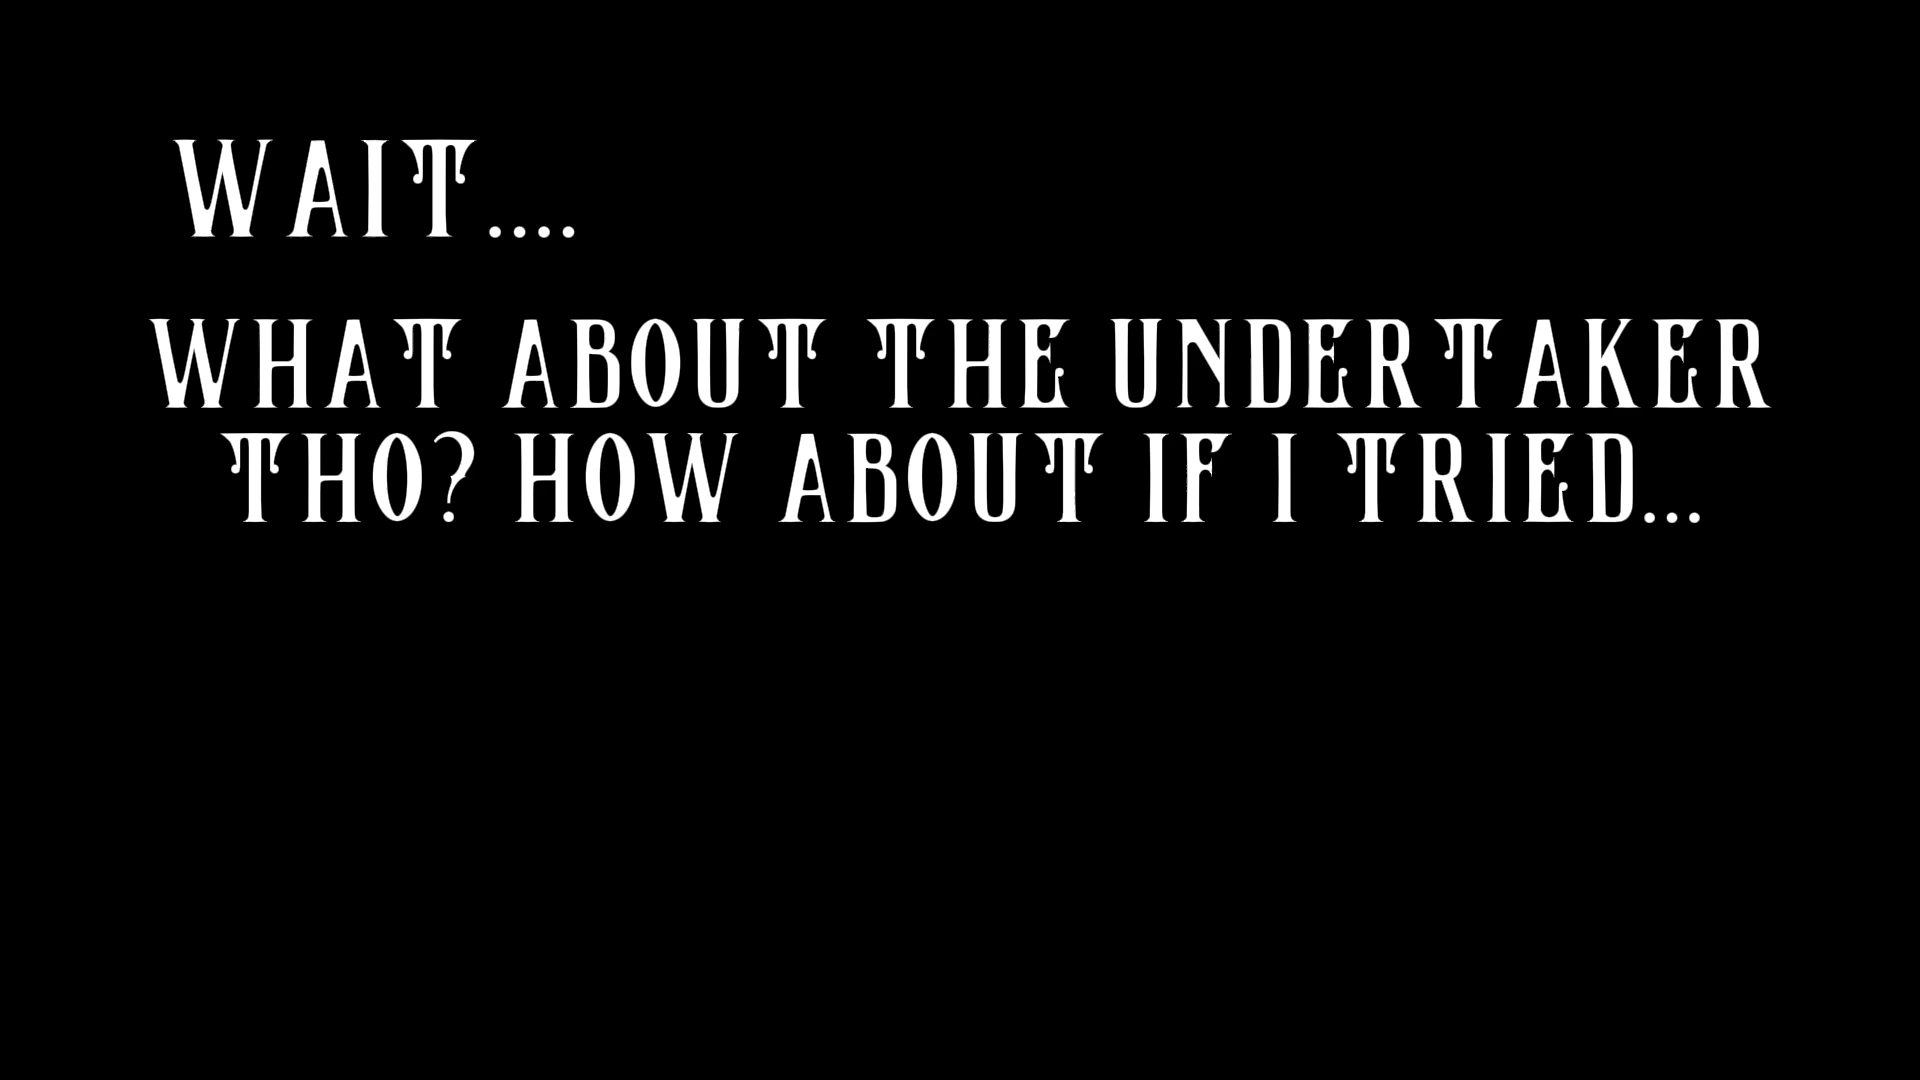 WAIT....
WHAT ABOUT THE UNDERTAKER
THO? HOW ABOUT IF I TRIED...